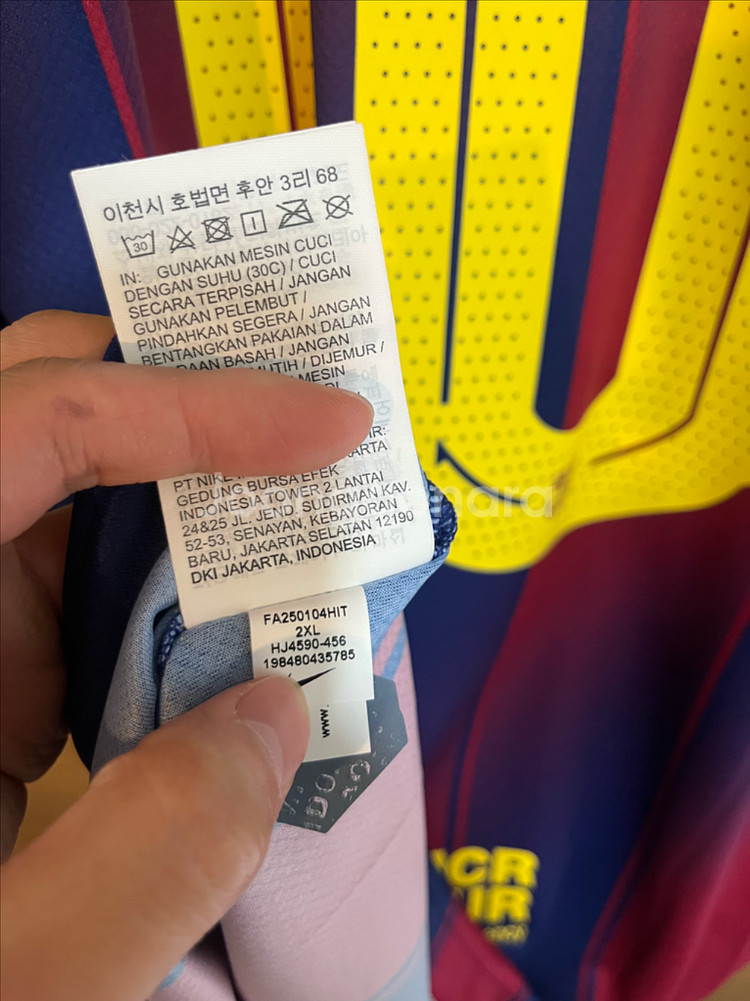 이천시 호법면 후안 3리 68
30
IN: GUNAKAN MESIN CUCI
DENGAN SUHU (30C) / CUCI
SECARA TERPISAH / JANGAN
GUNAKAN PELEMBUT /
PINDAHKAN SEGERA / JANGAN
BENTANGKAN PAKAIAN DALAM
BASAH / JANGAN
DIJEMUR /
MESIN
PT NIKE
GEDUNG BURSA EFEK
INDONESIA TOWER 2 LANTAI
24&25 JL. JEND. SUDIRMAN KAV.
52-53, SENAYAN, KEBAYORAN
BARU, JAKARTA SELATAN 12190
DKI JAKARTA, INDONESIA
FA250104HIT
2XL
HJ4590-456
198480435785
www.